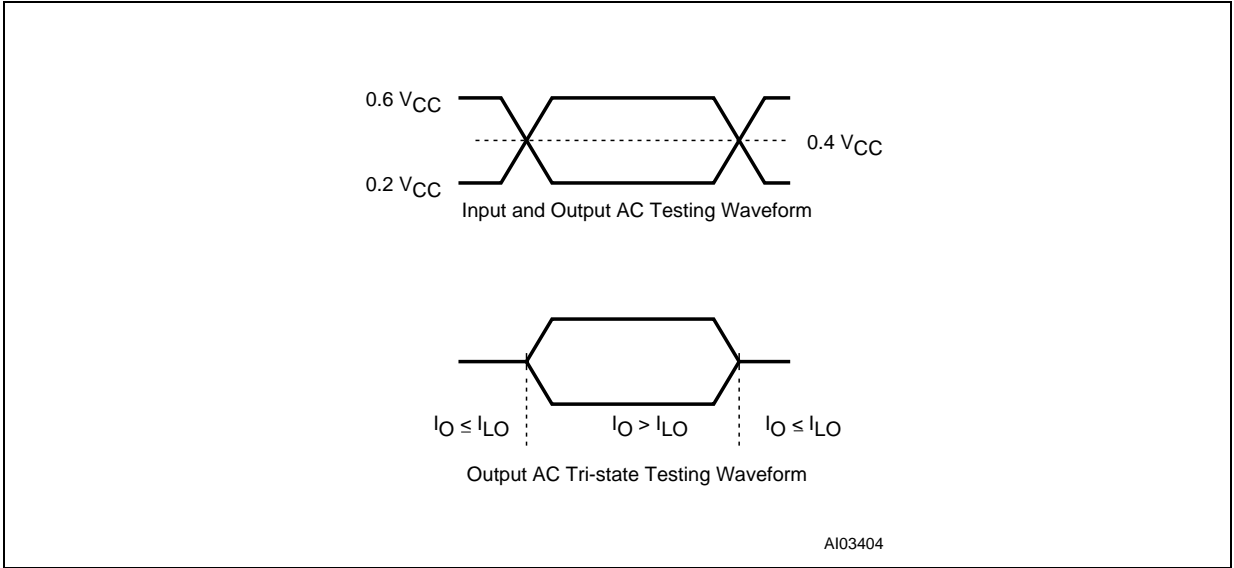 0.6 VCC
0.4 VCC
0.2 VCC
Input and Output AC Testing Waveform
IO ≤ ILO IO > ILO IO ≤ ILO
Output AC Tri-state Testing Waveform
AI03404